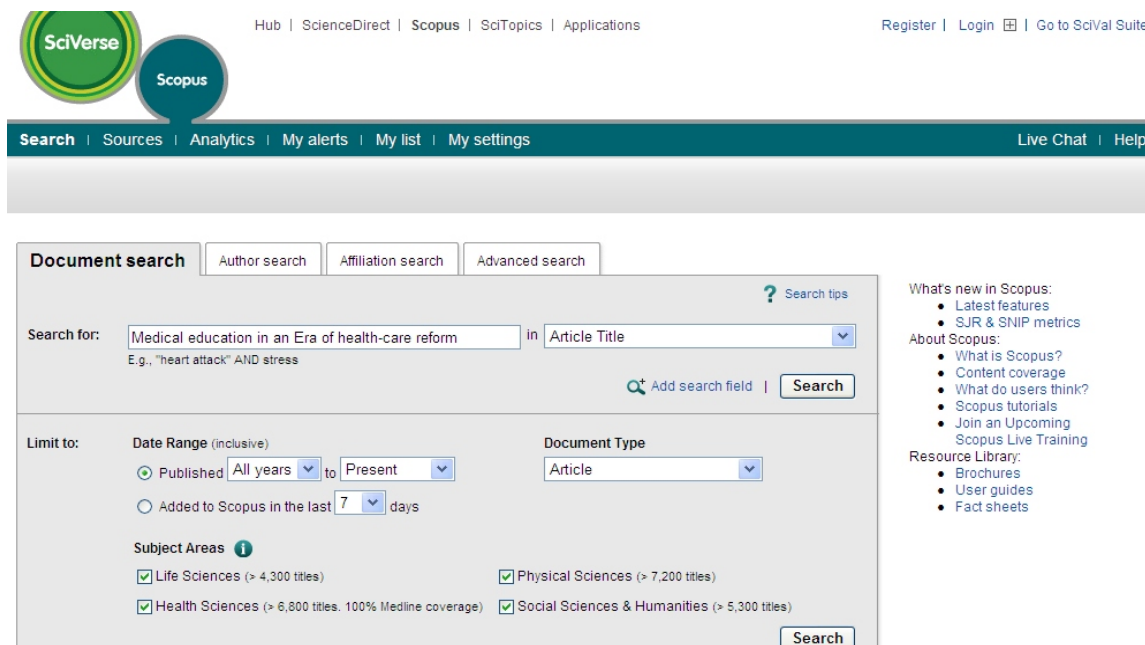 SciVerse
Scopus
Hub | ScienceDirect | Scopus | SciTopics | Applications
Register | Login | Go to SciVal Suite
Search | Sources | Analytics | My alerts | My list | My settings
Live Chat | Help
Document search
Author search
Affiliation search
Advanced search
? Search tips
Search for: Medical education in an Era of health-care reform in Article Title
E.g., "heart attack" AND stress
Add search field | Search
Limit to: Date Range (inclusive) Document Type
Published All years to Present Article
Added to Scopus in the last 7 days
Subject Areas i
Life Sciences (> 4,300 titles) Physical Sciences (> 7,200 titles)
Health Sciences (> 6,800 titles. 100% Medline coverage) Social Sciences & Humanities (> 5,300 titles)
Search
What's new in Scopus:
• Latest features
• SJR & SNIP metrics
About Scopus:
• What is Scopus?
• Content coverage
• What do users think?
• Scopus tutorials
• Join an Upcoming
Scopus Live Training
Resource Library:
• Brochures
• User guides
• Fact sheets